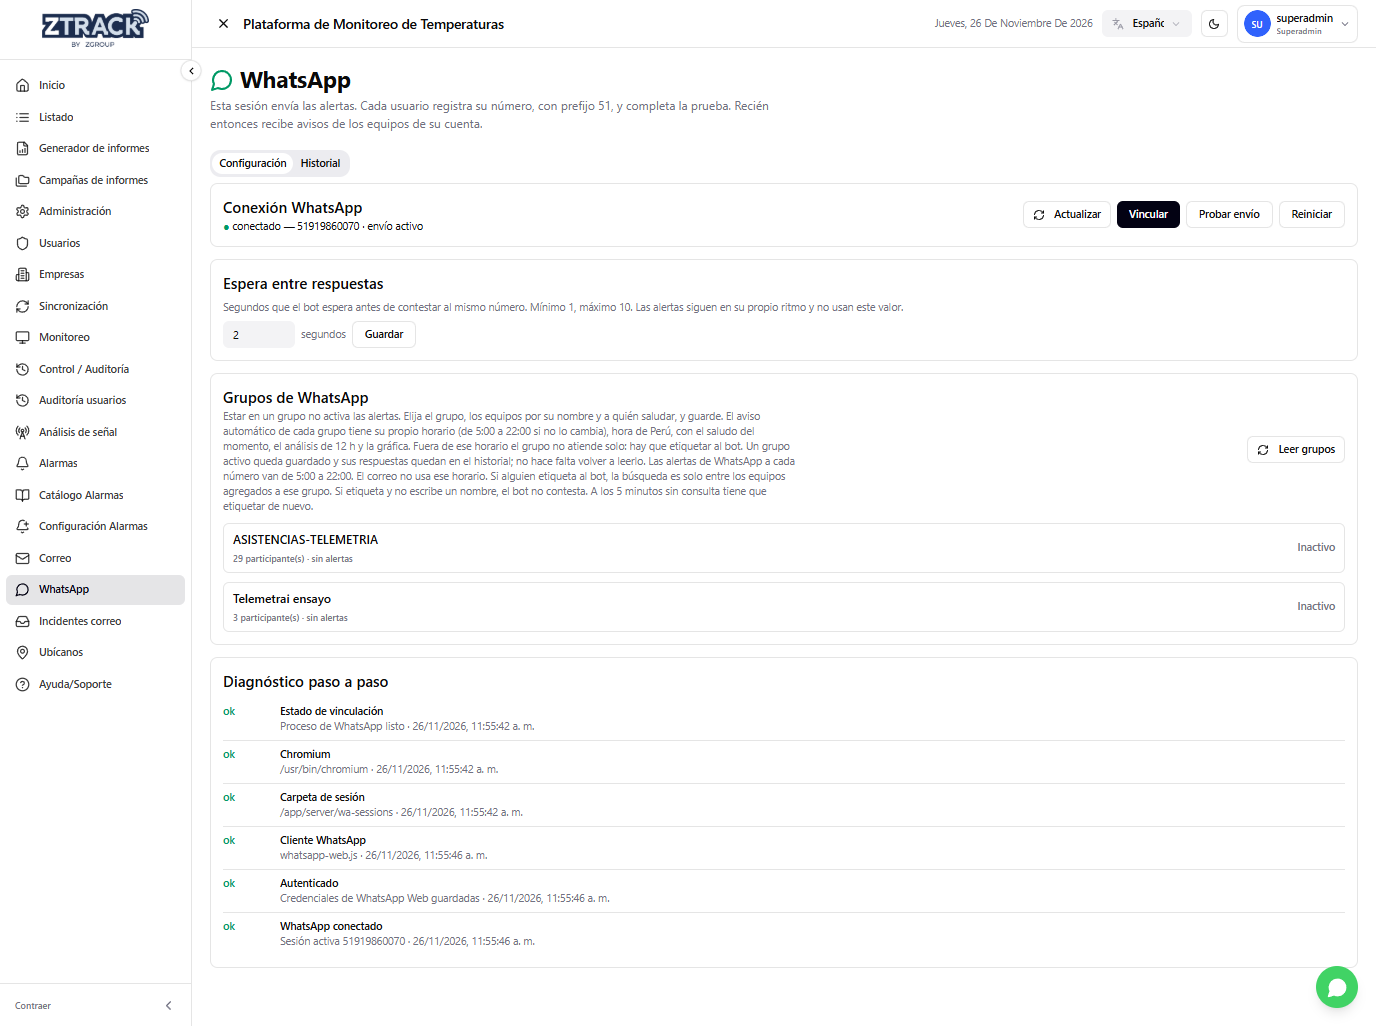 ZTRACK
BY ZGROUP
Plataforma de Monitoreo de Temperaturas
Jueves, 26 De Noviembre De 2026
Españo
SU
superadmin
Superadmin
Inicio
Listado
Generador de informes
Campañas de informes
Administración
Usuarios
Empresas
Sincronización
Monitoreo
Control / Auditoría
Auditoría usuarios
Análisis de señal
Alarmas
Catálogo Alarmas
Configuración Alarmas
Correo
WhatsApp
Incidentes correo
Ubícanos
Ayuda/Soporte
Contraer
WhatsApp
Esta sesión envía las alertas. Cada usuario registra su número, con prefijo 51, y completa la prueba. Recién
entonces recibe avisos de los equipos de su cuenta.
Configuración
Historial
Conexión WhatsApp
conectado — 51919860070 · envío activo
Actualizar
Vincular
Probar envío
Reiniciar
Espera entre respuestas
Segundos que el bot espera antes de contestar al mismo número. Mínimo 1, máximo 10. Las alertas siguen en su propio ritmo y no usan este valor.
2
segundos
Guardar
Grupos de WhatsApp
Estar en un grupo no activa las alertas. Elija el grupo, los equipos por su nombre y a quién saludar, y guarde. El aviso
automático de cada grupo tiene su propio horario (de 5:00 a 22:00 si no lo cambia), hora de Perú, con el saludo del
momento, el análisis de 12 h y la gráfica. Fuera de ese horario el grupo no atiende solo: hay que etiquetar al bot. Un grupo
activo queda guardado y sus respuestas quedan en el historial; no hace falta volver a leerlo. Las alertas de WhatsApp a cada
número van de 5:00 a 22:00. El correo no usa ese horario. Si alguien etiqueta al bot, la búsqueda es solo entre los equipos
agregados a ese grupo. Si etiqueta y no escribe un nombre, el bot no contesta. A los 5 minutos sin consulta tiene que
etiquetar de nuevo.
Leer grupos
ASISTENCIAS-TELEMETRIA
29 participante(s) · sin alertas
Inactivo
Telemetrai ensayo
3 participante(s) · sin alertas
Inactivo
Diagnóstico paso a paso
ok
Estado de vinculación
Proceso de WhatsApp listo · 26/11/2026, 11:55:42 a. m.
ok
Chromium
/usr/bin/chromium · 26/11/2026, 11:55:42 a. m.
ok
Carpeta de sesión
/app/server/wa-sessions · 26/11/2026, 11:55:42 a. m.
ok
Cliente WhatsApp
whatsapp-web.js · 26/11/2026, 11:55:46 a. m.
ok
Autenticado
Credenciales de WhatsApp Web guardadas · 26/11/2026, 11:55:46 a. m.
ok
WhatsApp conectado
Sesión activa 51919860070 · 26/11/2026, 11:55:46 a. m.